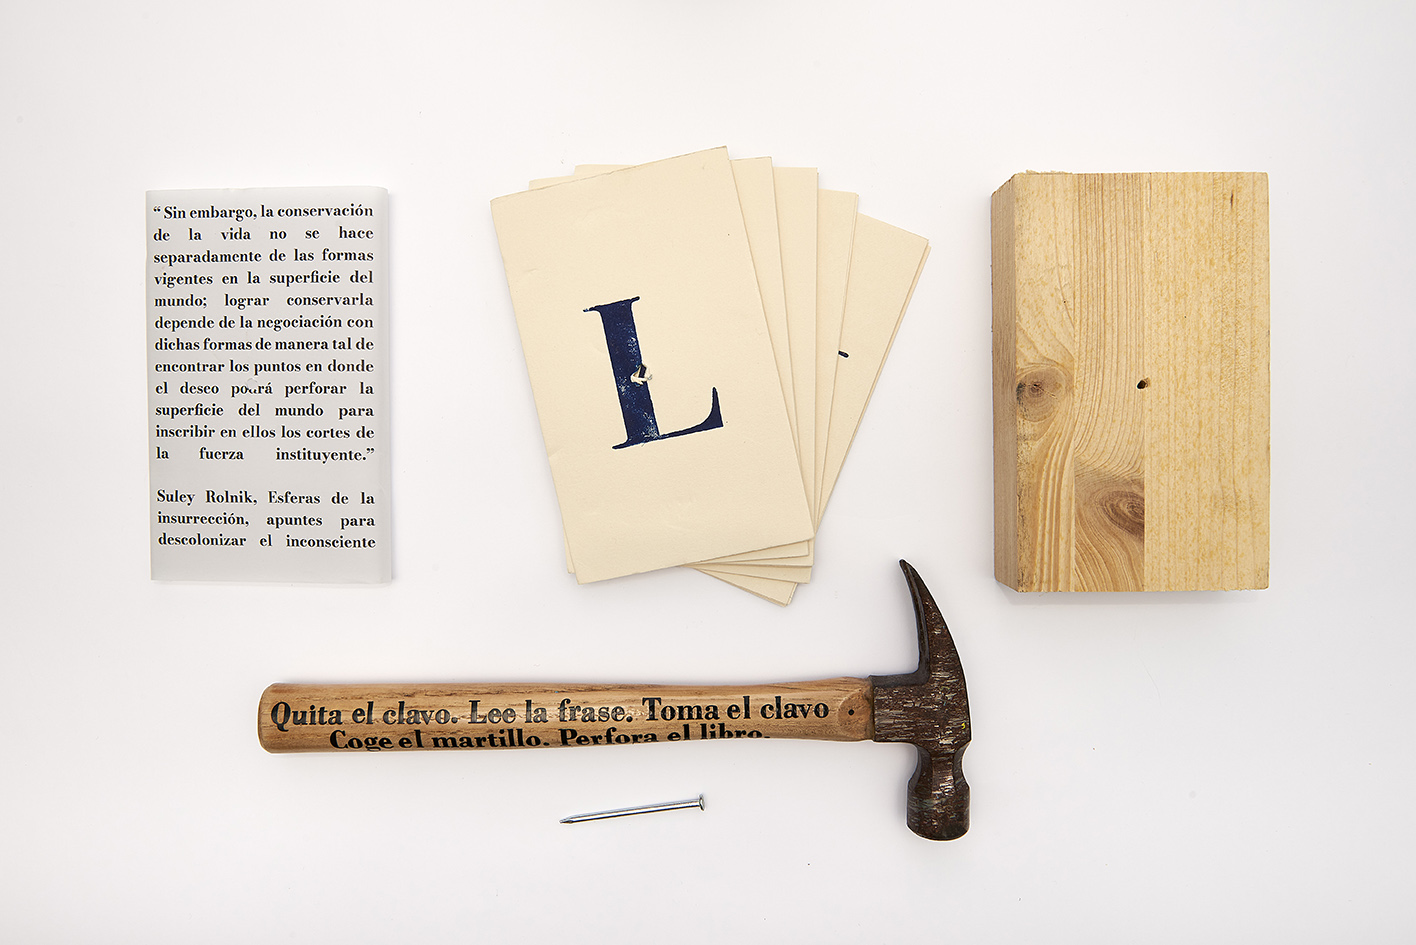 “ Sin embargo, la conservación
de la vida no se hace
separadamente de las formas
vigentes en la superficie del
mundo; lograr conservarla
depende de la negociación con
dichas formas de manera tal de
encontrar los puntos en donde
el deseo podrá perforar la
superficie del mundo para
inscribir en ellos los cortes de
la fuerza instituyente.”
Suley Rolnik, Esferas de la
insurrección, apuntes para
descolonizar el inconsciente
L
Quita el clavo. Lee la frase. Toma el clavo
Coge el martillo. Perfora el libro.